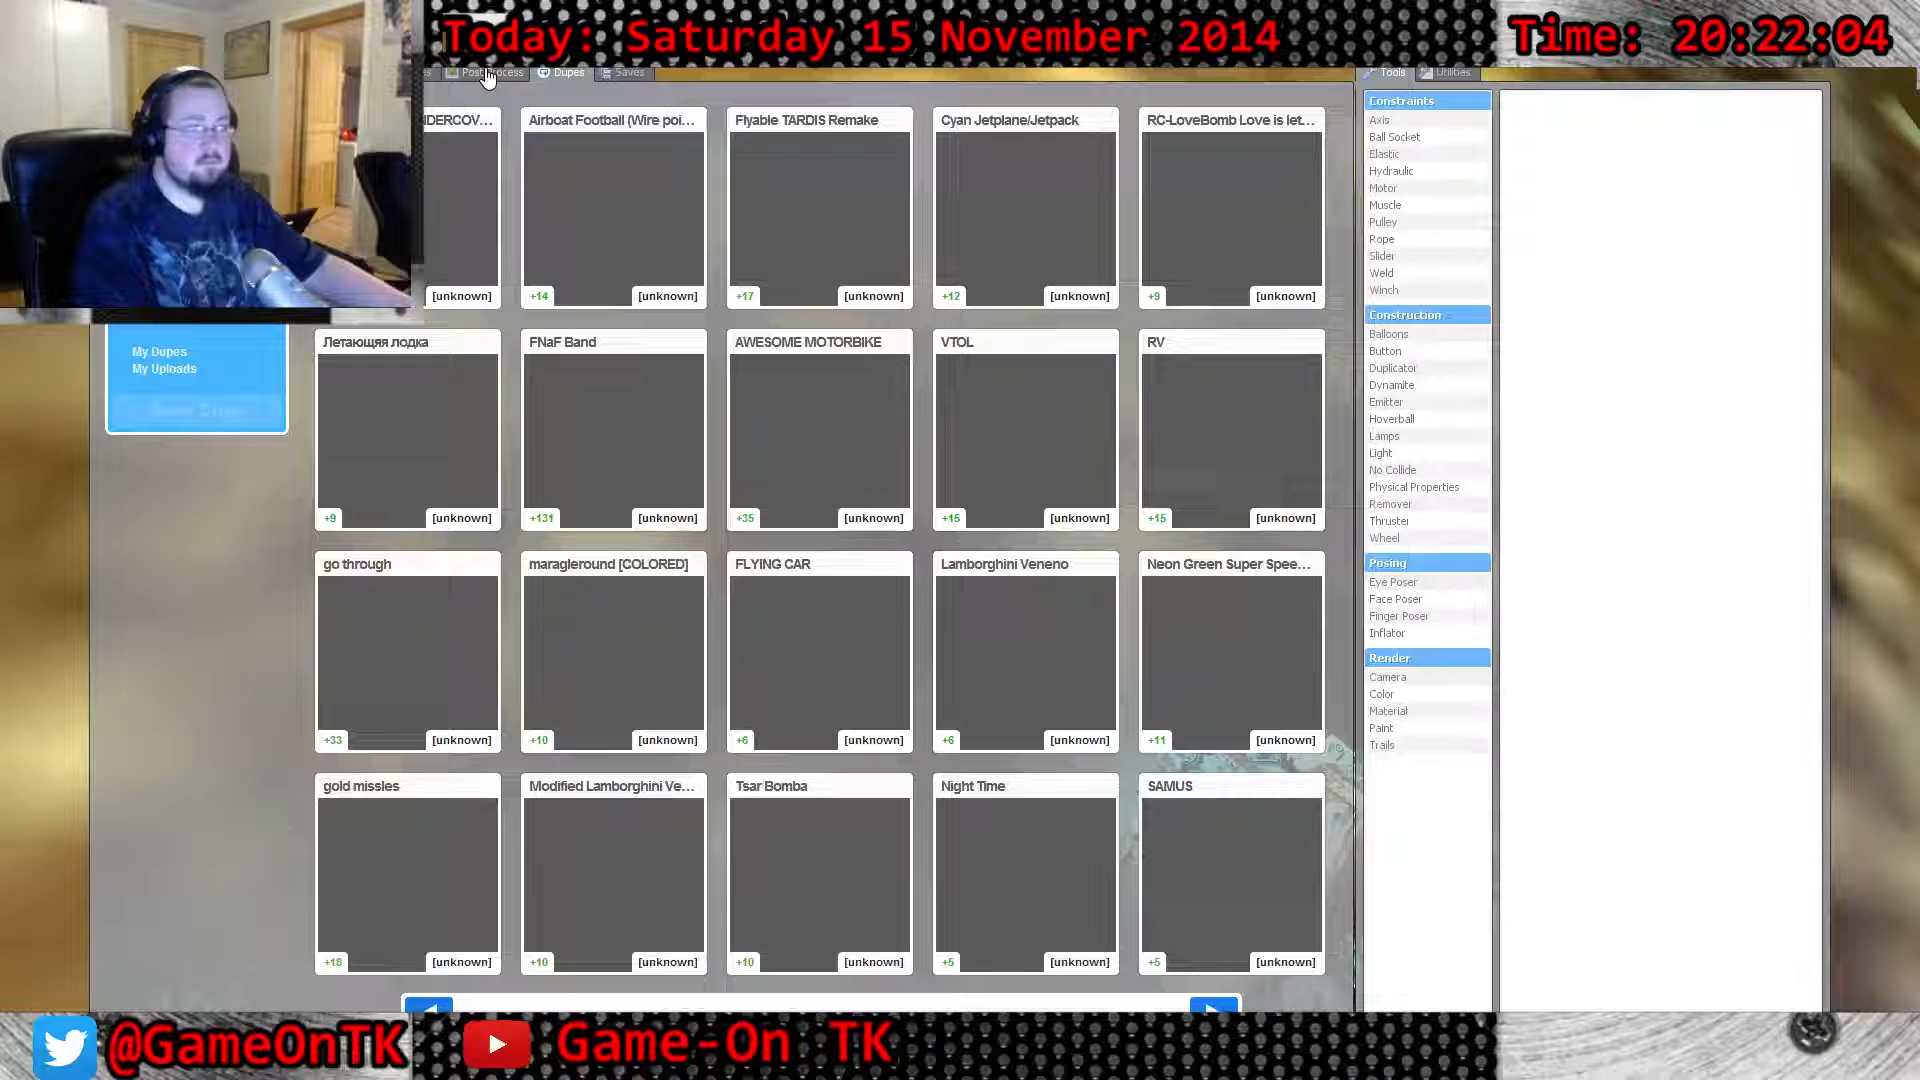 Today: Saturday 15 November 2014
Time: 20:22:04
Post Process
Dupes
Saves
Tools
Utilities
Airboat Football (Wire poi...
Flyable TARDIS Remake
Cyan Jetplane/Jetpack
RC-LoveBomb Love is let...
[unknown]
+14
[unknown]
+17
[unknown]
+12
[unknown]
+9
[unknown]
My Dupes
My Uploads
Летающяя лодка
FNaF Band
AWESOME MOTORBIKE
VTOL
RV
+9
[unknown]
+131
[unknown]
+35
[unknown]
+15
[unknown]
+15
[unknown]
go through
maragleround [COLORED]
FLYING CAR
Lamborghini Veneno
Neon Green Super Spee...
+33
[unknown]
+10
[unknown]
+6
[unknown]
+6
[unknown]
+11
[unknown]
gold missles
Modified Lamborghini Ve...
Tsar Bomba
Night Time
SAMUS
+18
[unknown]
+10
[unknown]
+10
[unknown]
+5
[unknown]
+5
[unknown]
Constraints
Axis
Ball Socket
Elastic
Hydraulic
Motor
Muscle
Pulley
Rope
Slider
Weld
Winch
Construction
Balloons
Button
Duplicator
Dynamite
Emitter
Hoverball
Lamps
Light
No Collide
Physical Properties
Remover
Thruster
Wheel
Posing
Eye Poser
Face Poser
Finger Poser
Inflator
Render
Camera
Color
Material
Paint
Trails
@GameOnTK
Game-On TK